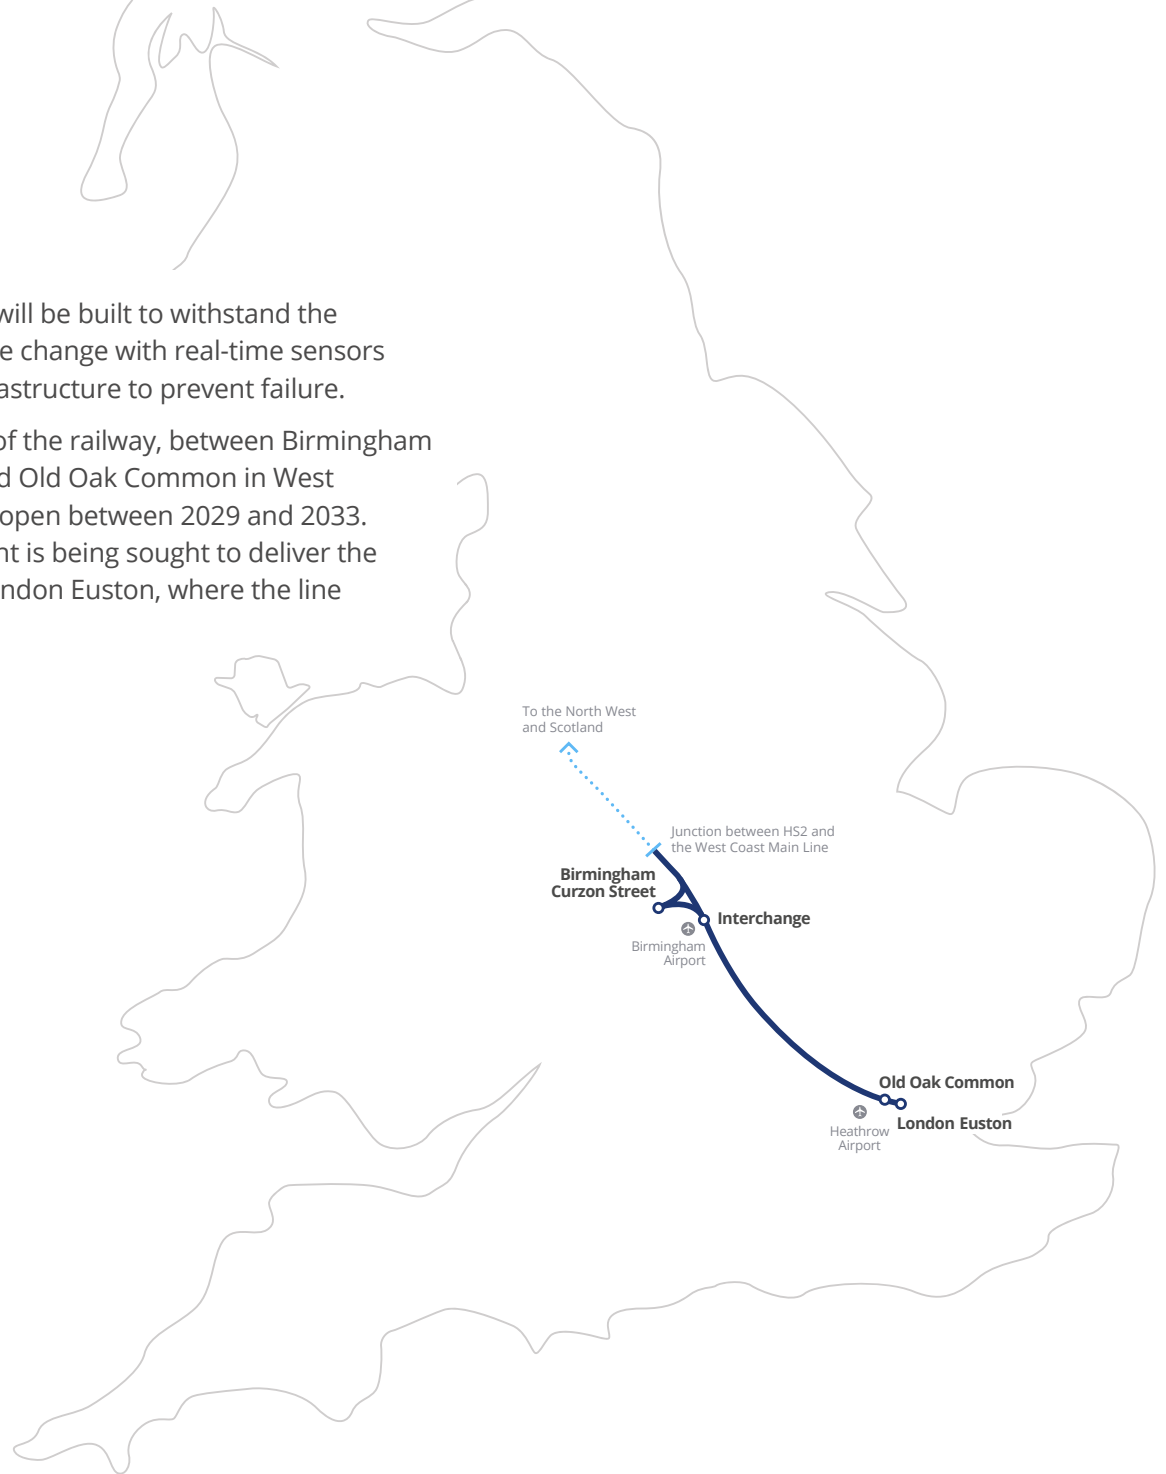 will be built to withstand the
e change with real-time sensors
astructure to prevent failure.
of the railway, between Birmingham
d Old Oak Common in West
open between 2029 and 2033.
nt is being sought to deliver the
ndon Euston, where the line
To the North West
and Scotland
Junction between HS2 and
the West Coast Main Line
Birmingham
Curzon Street
Interchange
Birmingham
Airport
Old Oak Common
London Euston
Heathrow
Airport